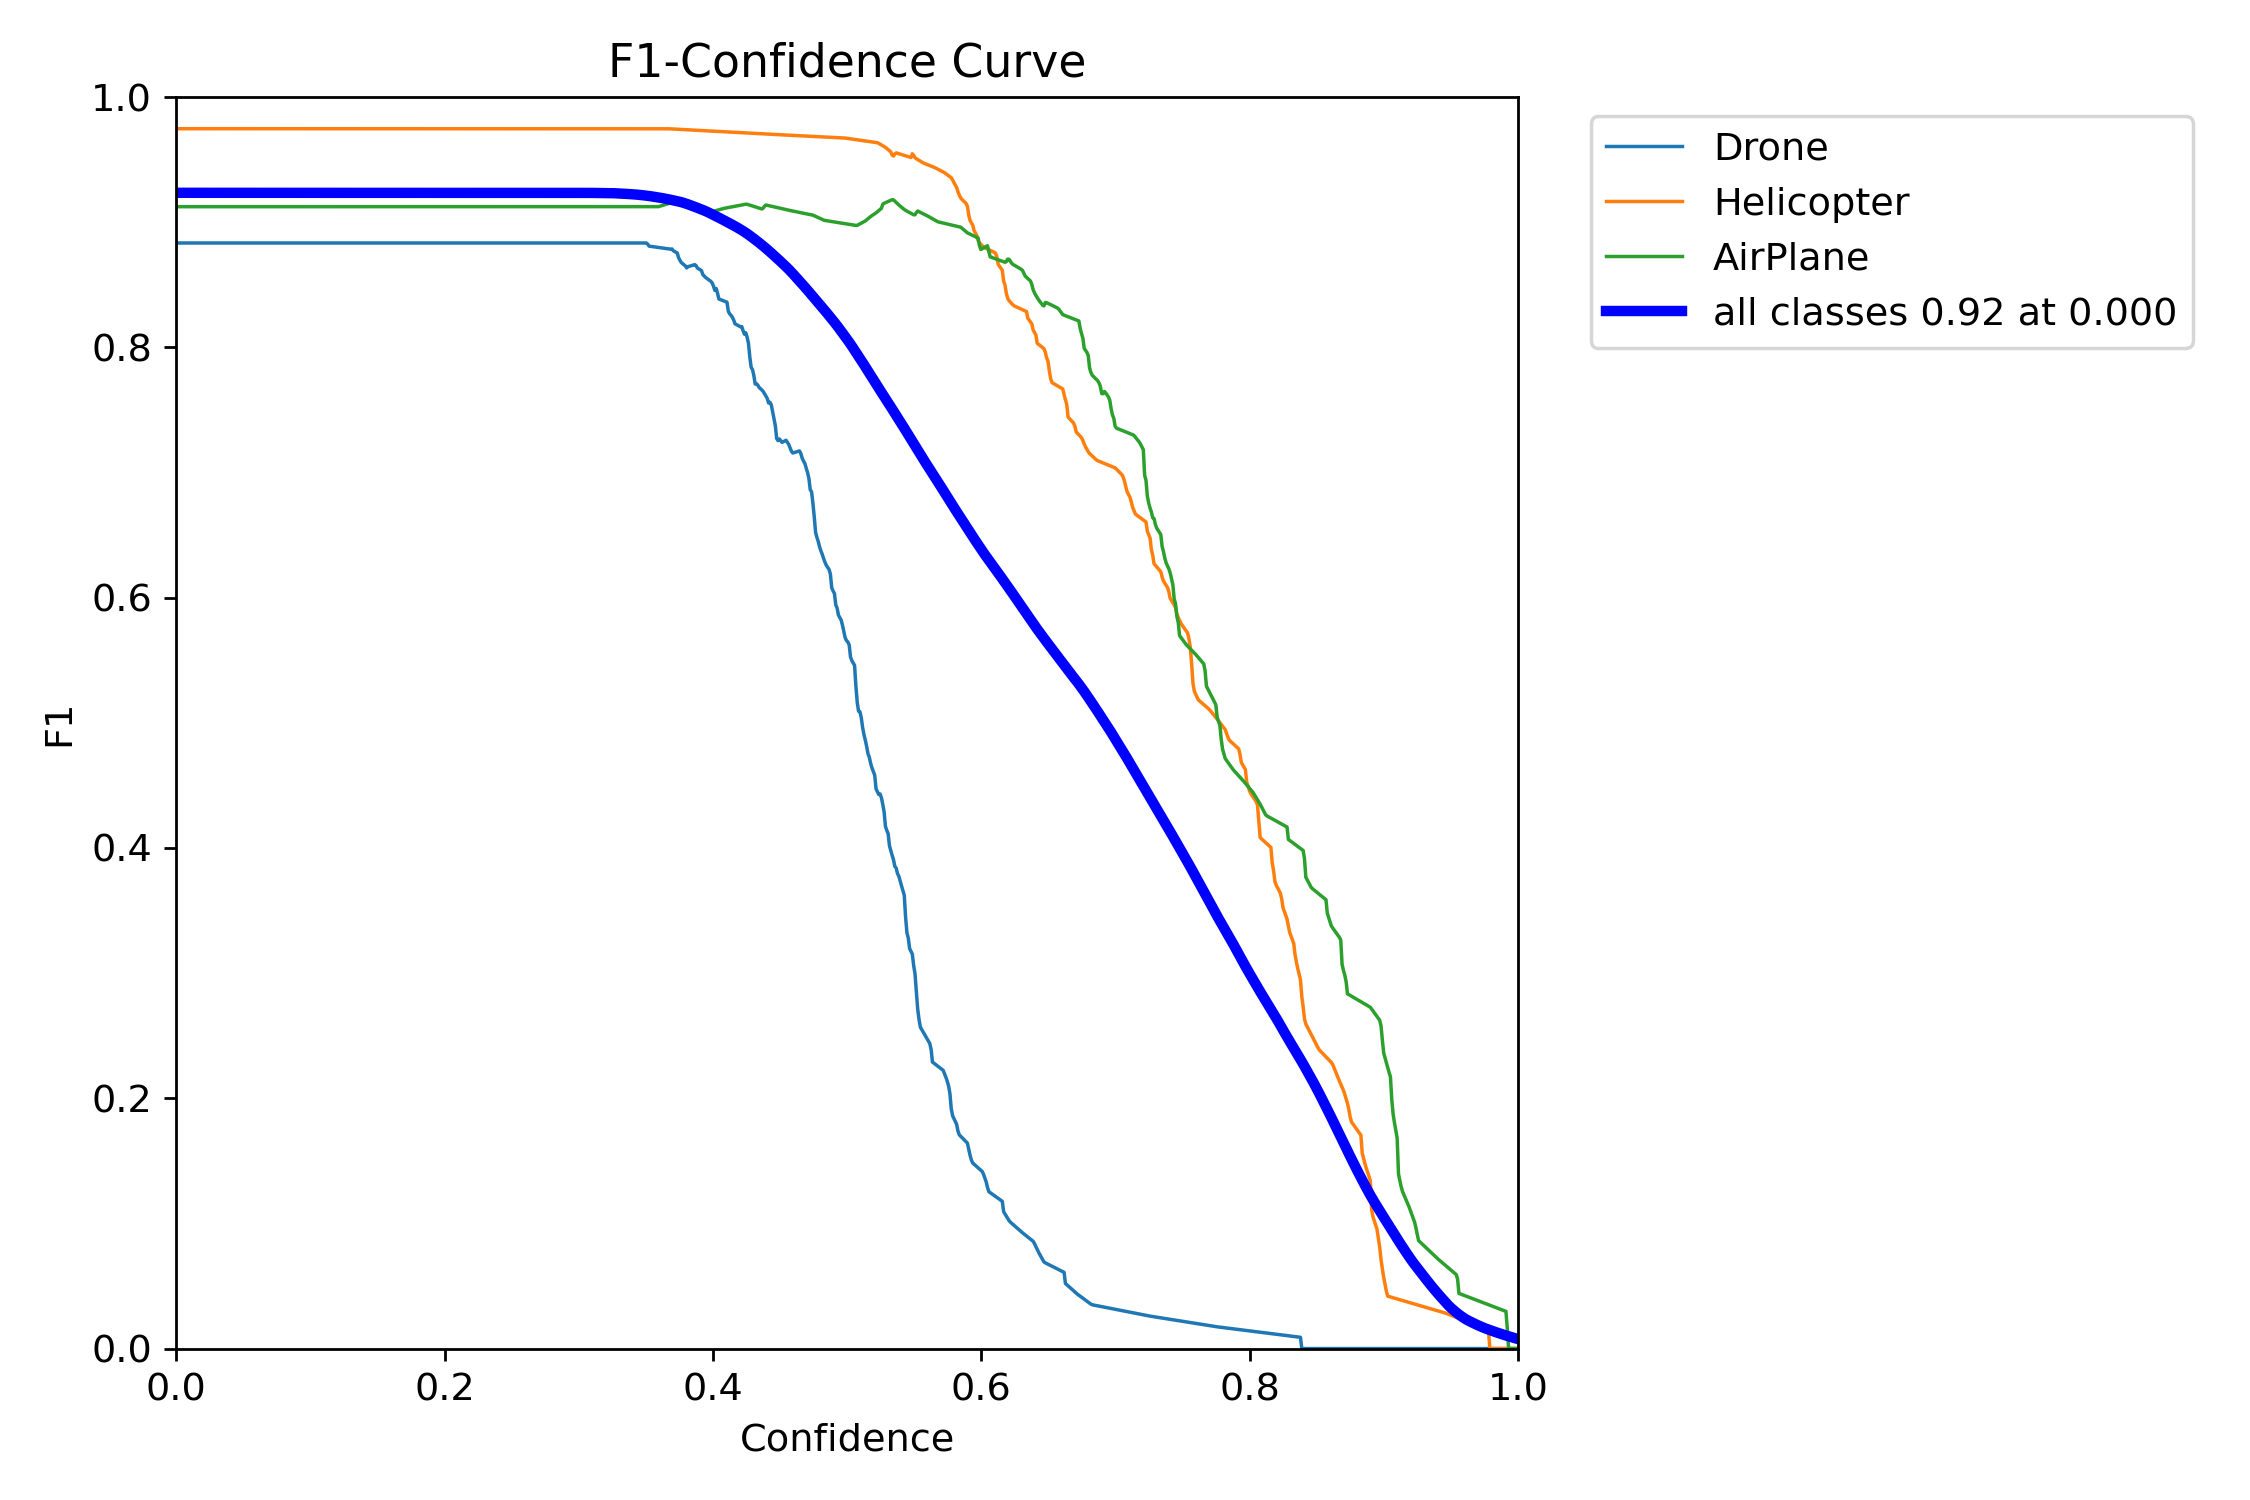 F1-Confidence Curve
1.0
0.8
0.6
0.4
0.2
0.0
F1
0.0 0.2 0.4 0.6 0.8 1.0
Confidence
Drone
Helicopter
AirPlane
all classes 0.92 at 0.000